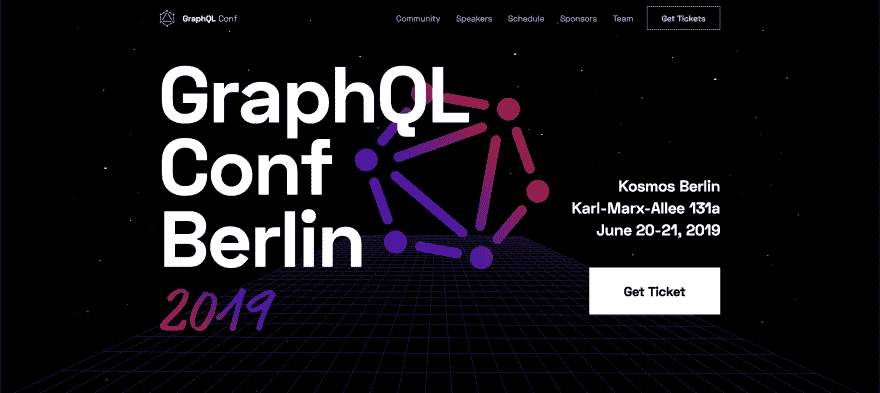 GraphQL Conf
Community Speakers Schedule Sponsors Team Get Tickets
GraphQL
Conf
Berlin
2019
Kosmos Berlin
Karl-Marx-Allee 131a
June 20-21, 2019
Get Ticket